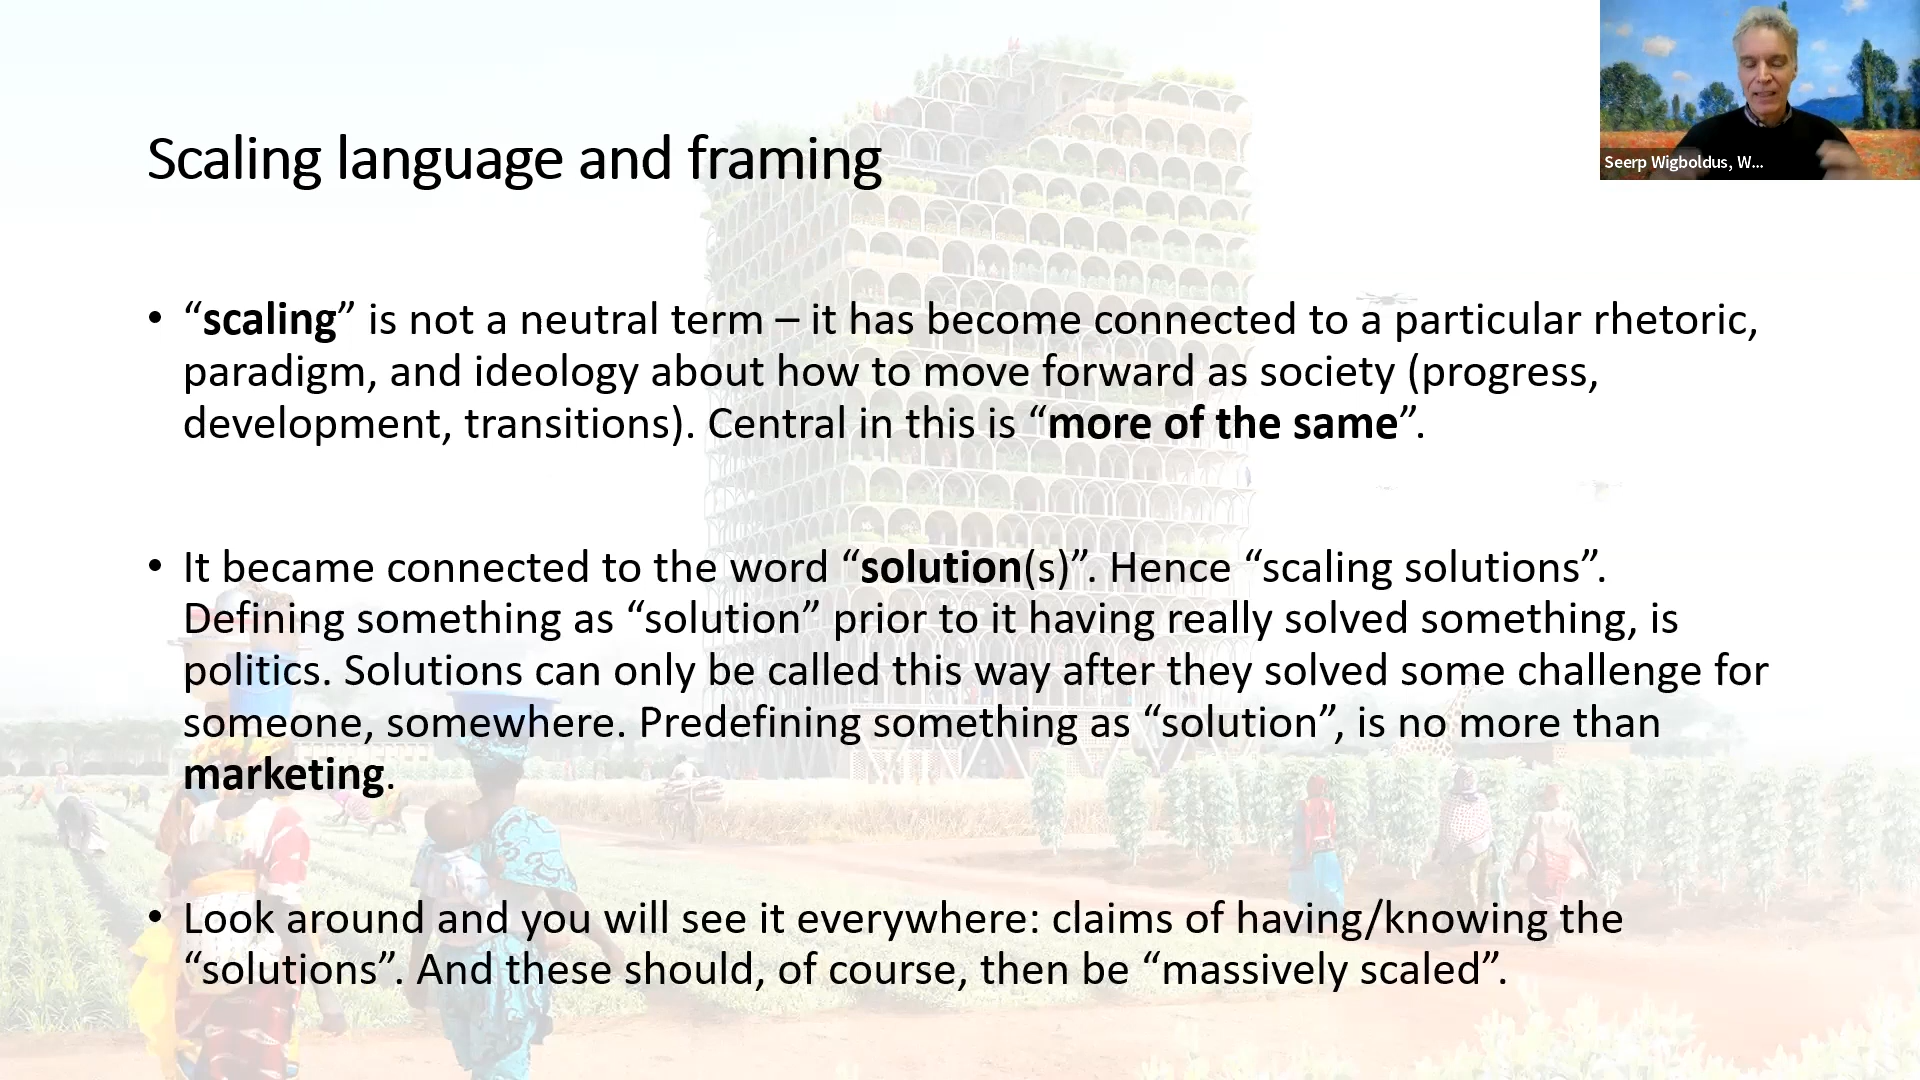 Scaling language and framing
Seerp Wigboldus, W...
• “scaling” is not a neutral term – it has become connected to a particular rhetoric,
paradigm, and ideology about how to move forward as society (progress,
development, transitions). Central in this is “more of the same”.
• It became connected to the word “solution(s)”. Hence “scaling solutions”.
Defining something as “solution” prior to it having really solved something, is
politics. Solutions can only be called this way after they solved some challenge for
someone, somewhere. Predefining something as “solution”, is no more than
marketing.
• Look around and you will see it everywhere: claims of having/knowing the
“solutions”. And these should, of course, then be “massively scaled”.